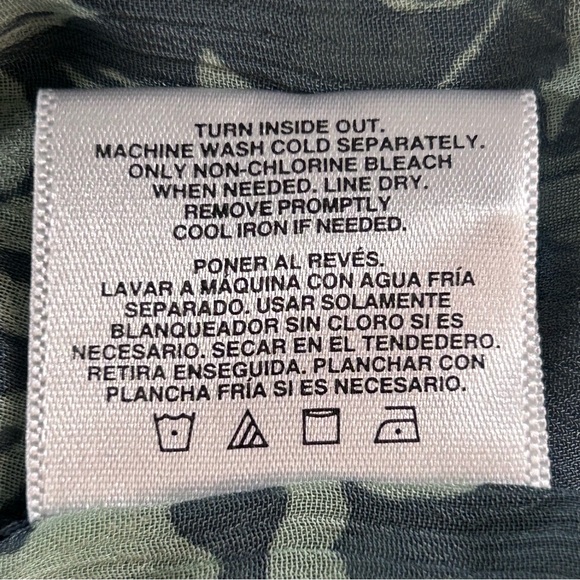 TURN INSIDE OUT.
MACHINE WASH COLD SEPARATELY.
ONLY NON-CHLORINE BLEACH
WHEN NEEDED. LINE DRY.
REMOVE PROMPTLY
COOL IRON IF NEEDED.
PONER AL REVÉS.
LAVAR A MÁQUINA CON AGUA FRÍA
SEPARADO. USAR SOLAMENTE
BLANQUEADOR SIN CLORO SI ES
NECESARIO, SECAR EN EL TENDEDERO.
RETIRA ENSEGUIDA. PLANCHAR CON
PLANCHA FRÍA SI ES NECESARIO.